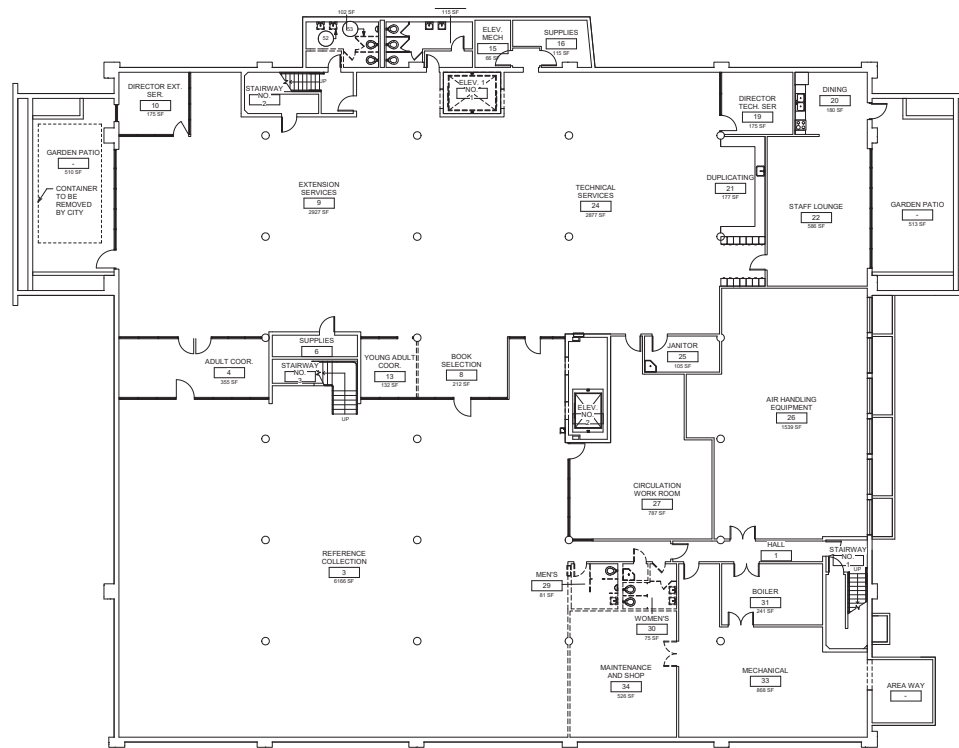 102 SF
115 SF
52
53
ELEV.
MECH
15
66 SF
SUPPLIES
16
115 SF
DIRECTOR EXT.
SER.
10
175 SF
STAIRWAY
NO.
2
UP
ELEV. 1
NO.
1
DIRECTOR
TECH. SER
19
175 SF
DINING
20
180 SF
GARDEN PATIO
-
510 SF
CONTAINER
TO BE
REMOVED
BY CITY
EXTENSION
SERVICES
9
2927 SF
TECHNICAL
SERVICES
24
2877 SF
DUPLICATING
21
177 SF
STAFF LOUNGE
22
586 SF
GARDEN PATIO
-
513 SF
SUPPLIES
6
ADULT COOR.
4
355 SF
STAIRWAY
NO.
3
UP
YOUNG ADULT
COOR.
13
132 SF
BOOK
SELECTION
8
212 SF
JANITOR
25
105 SF
ELEV.
NO.
2
AIR HANDLING
EQUIPMENT
26
1539 SF
CIRCULATION
WORK ROOM
27
787 SF
REFERENCE
COLLECTION
3
6166 SF
HALL
1
STAIRWAY
NO.
1
UP
MEN'S
29
81 SF
WOMEN'S
30
75 SF
BOILER
31
241 SF
MAINTENANCE
AND SHOP
34
526 SF
MECHANICAL
33
868 SF
AREA WAY
-